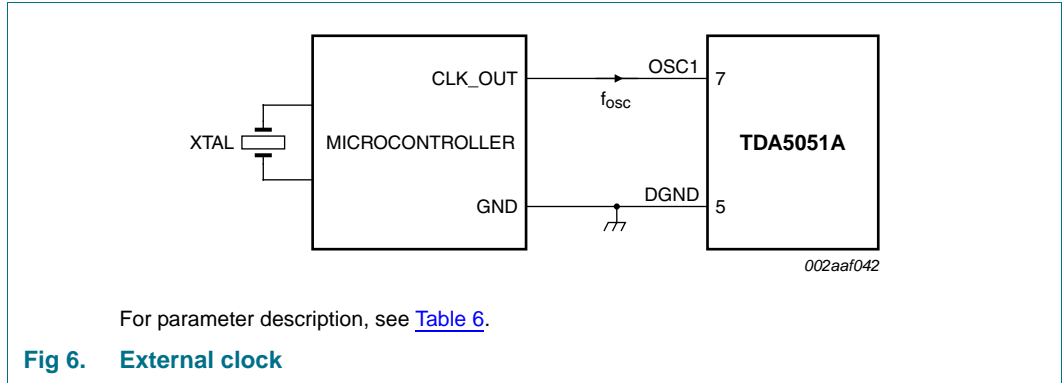 CLK_OUT
OSC1
7
fosc
XTAL
MICROCONTROLLER
TDA5051A
GND
DGND
5
002aaf042
For parameter description, see Table 6.
Fig 6. External clock